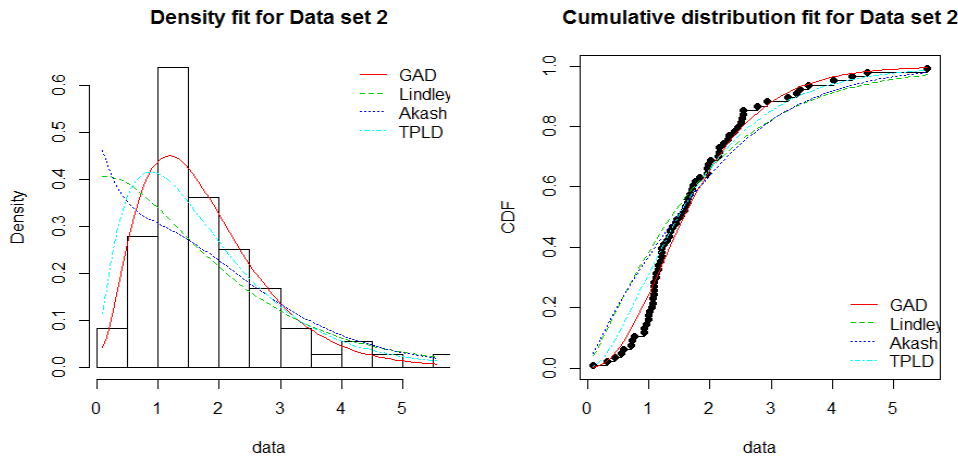 Density fit for Data set 2
Density
0.0
0.1
0.2
0.3
0.4
0.5
0.6
GAD
Lindley
Akash
TPLD
0
1
2
3
4
5
data
Cumulative distribution fit for Data set 2
CDF
0.0
0.2
0.4
0.6
0.8
1.0
GAD
Lindley
Akash
TPLD
0
1
2
3
4
5
data